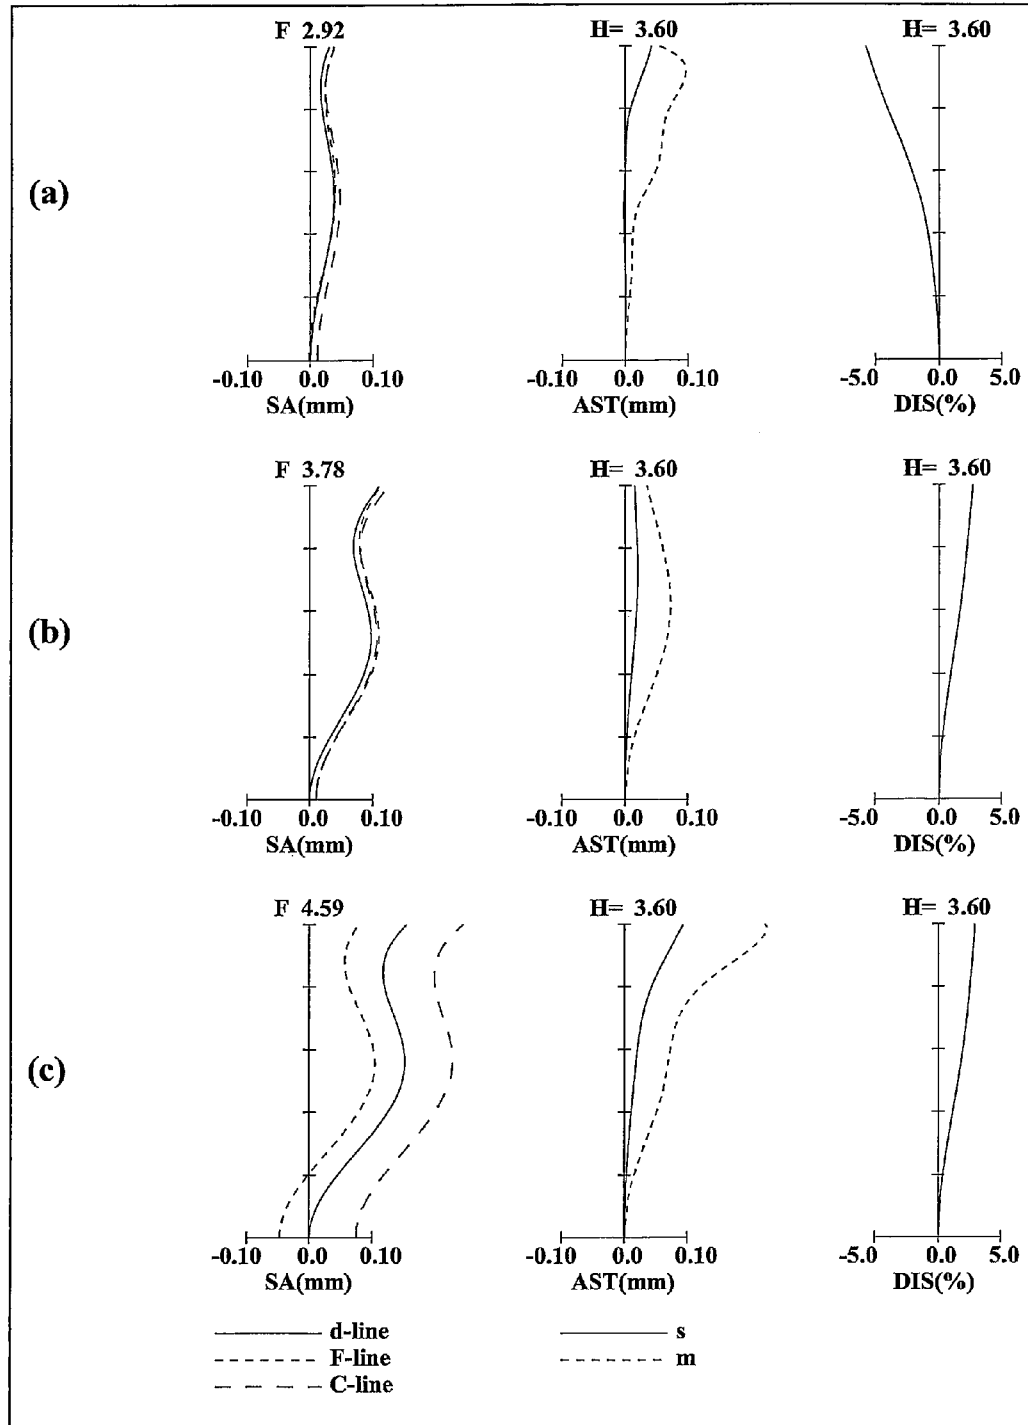 F 2.92 H= 3.60 H= 3.60
(a)
-0.10 0.0 0.10 -0.10 0.0 0.10 -5.0 0.0 5.0
SA(mm) AST(mm) DIS(%)
F 3.78 H= 3.60 H= 3.60
(b)
-0.10 0.0 0.10 -0.10 0.0 0.10 -5.0 0.0 5.0
SA(mm) AST(mm) DIS(%)
F 4.59 H= 3.60 H= 3.60
(c)
-0.10 0.0 0.10 -0.10 0.0 0.10 -5.0 0.0 5.0
SA(mm) AST(mm) DIS(%)
d-line s
F-line m
C-line